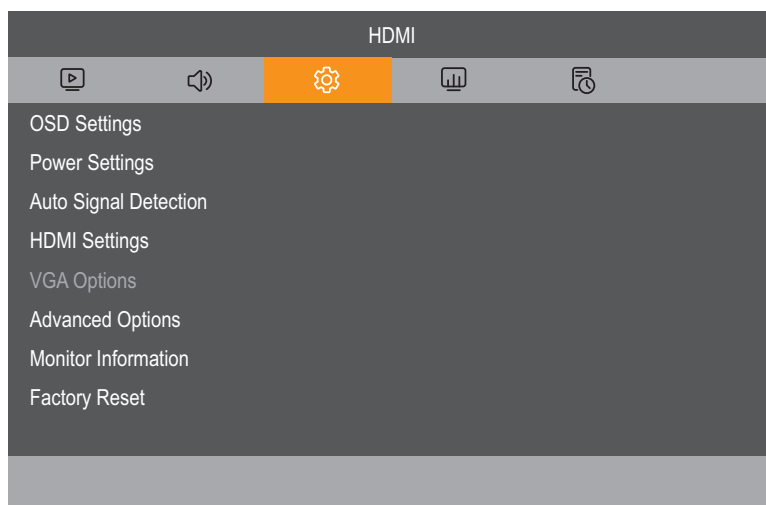 HDMI
OSD Settings
Power Settings
Auto Signal Detection
HDMI Settings
VGA Options
Advanced Options
Monitor Information
Factory Reset